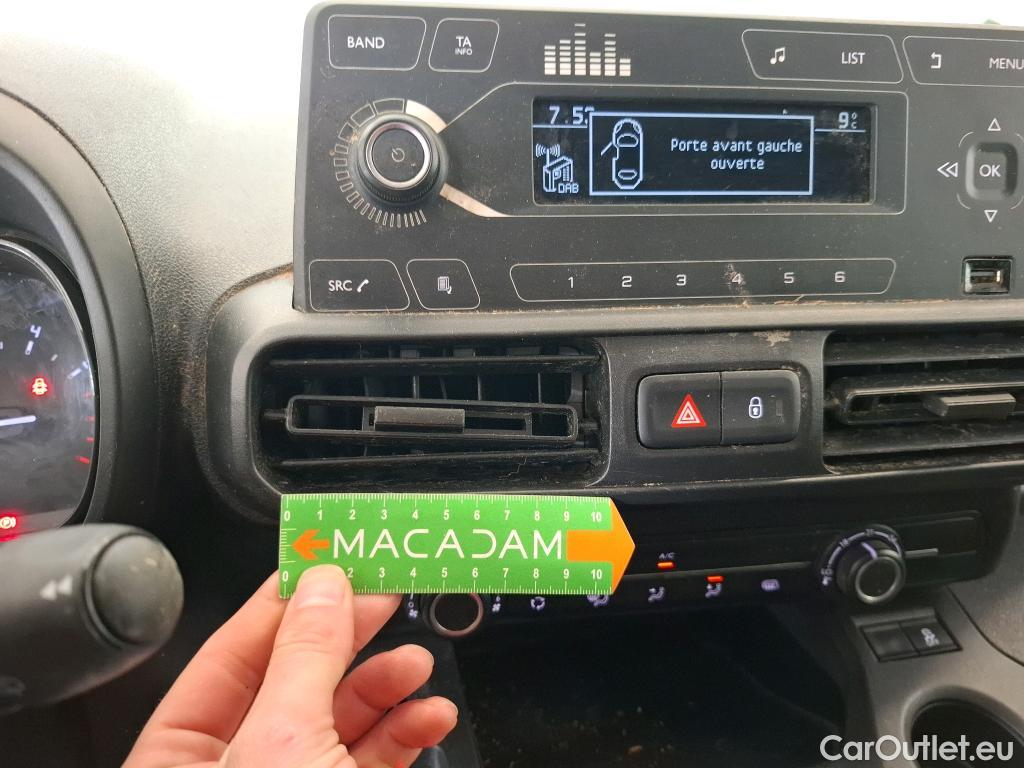 BAND
TA
INFO
LIST
MENU
7.5
9°C
Porte avant gauche
ouverte
DAB
OK
SRC
1 2 3 4 5 6
4
0 1 2 3 4 5 6 7 8 9 10
MACADAM
0 2 3 4 5 6 7 8 9 10
A/C
CarOutlet.eu